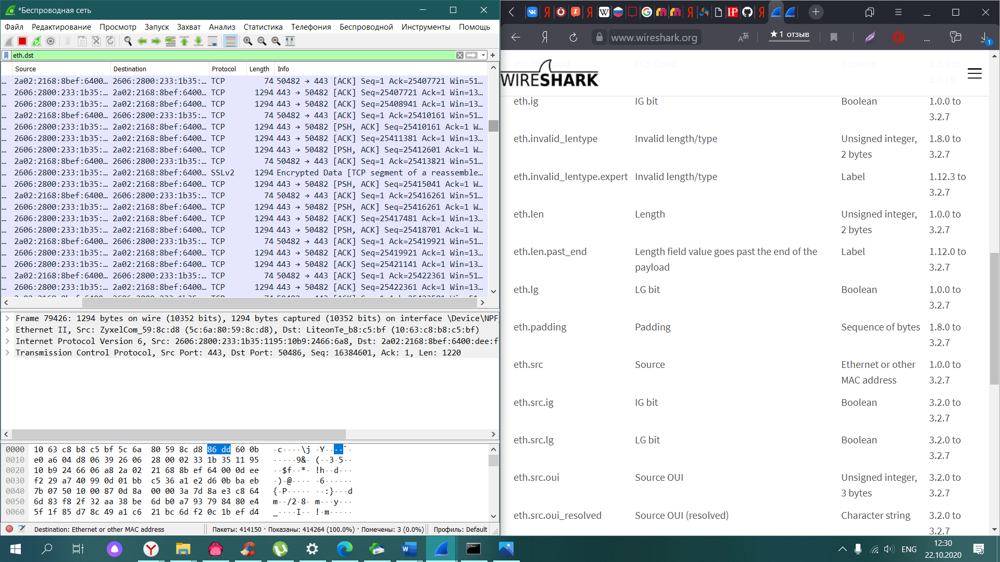 *Беспроводная сеть
Файл Редактирование Просмотр Запуск Захват Анализ Статистика Телефония Беспроводной Инструменты Помощь
eth.dst
Source Destination Protocol Length Info
… 2a02:2168:8bef:6400… 2606:2800:233:1b35:… TCP 74 50482 → 443 [ACK] Seq=1 Ack=25407721 Win=51…
… 2606:2800:233:1b35:… 2a02:2168:8bef:6400… TCP 1294 443 → 50482 [ACK] Seq=25407721 Ack=1 Win=13…
… 2606:2800:233:1b35:… 2a02:2168:8bef:6400… TCP 1294 443 → 50482 [ACK] Seq=25408941 Ack=1 Win=13…
… 2a02:2168:8bef:6400… 2606:2800:233:1b35:… TCP 74 50482 → 443 [ACK] Seq=1 Ack=25410161 Win=51…
… 2606:2800:233:1b35:… 2a02:2168:8bef:6400… TCP 1294 443 → 50482 [PSH, ACK] Seq=25410161 Ack=1 W…
… 2606:2800:233:1b35:… 2a02:2168:8bef:6400… TCP 1294 443 → 50482 [ACK] Seq=25411381 Ack=1 Win=13…
… 2606:2800:233:1b35:… 2a02:2168:8bef:6400… TCP 1294 443 → 50482 [PSH, ACK] Seq=25412601 Ack=1 W…
… 2a02:2168:8bef:6400… 2606:2800:233:1b35:… TCP 74 50482 → 443 [ACK] Seq=1 Ack=25413821 Win=51…
… 2606:2800:233:1b35:… 2a02:2168:8bef:6400… SSLv2 1294 Encrypted Data [TCP segment of a reassemble…
… 2606:2800:233:1b35:… 2a02:2168:8bef:6400… TCP 1294 443 → 50482 [PSH, ACK] Seq=25415041 Ack=1 W…
… 2a02:2168:8bef:6400… 2606:2800:233:1b35:… TCP 74 50482 → 443 [ACK] Seq=1 Ack=25416261 Win=51…
… 2606:2800:233:1b35:… 2a02:2168:8bef:6400… TCP 1294 443 → 50482 [PSH, ACK] Seq=25416261 Ack=1 W…
… 2606:2800:233:1b35:… 2a02:2168:8bef:6400… TCP 1294 443 → 50482 [ACK] Seq=25417481 Ack=1 Win=13…
… 2606:2800:233:1b35:… 2a02:2168:8bef:6400… TCP 1294 443 → 50482 [PSH, ACK] Seq=25418701 Ack=1 W…
… 2a02:2168:8bef:6400… 2606:2800:233:1b35:… TCP 74 50482 → 443 [ACK] Seq=1 Ack=25419921 Win=51…
… 2606:2800:233:1b35:… 2a02:2168:8bef:6400… TCP 1294 443 → 50482 [ACK] Seq=25419921 Ack=1 Win=13…
… 2606:2800:233:1b35:… 2a02:2168:8bef:6400… TCP 1294 443 → 50482 [ACK] Seq=25421141 Ack=1 Win=13…
… 2a02:2168:8bef:6400… 2606:2800:233:1b35:… TCP 74 50482 → 443 [ACK] Seq=1 Ack=25422361 Win=51…
… 2606:2800:233:1b35:… 2a02:2168:8bef:6400… TCP 1294 443 → 50482 [ACK] Seq=25422361 Ack=1 Win=13…
Frame 79426: 1294 bytes on wire (10352 bits), 1294 bytes captured (10352 bits) on interface \Device\NPF_
Ethernet II, Src: ZyxelCom_59:8c:d8 (5c:6a:80:59:8c:d8), Dst: LiteonTe_b8:c5:bf (10:63:c8:b8:c5:bf)
Internet Protocol Version 6, Src: 2606:2800:233:1b35:1195:10b9:2466:6a8, Dst: 2a02:2168:8bef:6400:dee:f
Transmission Control Protocol, Src Port: 443, Dst Port: 50486, Seq: 16384601, Ack: 1, Len: 1220
0000 10 63 c8 b8 c5 bf 5c 6a 80 59 8c d8 86 dd 60 0b ·c····\j ·Y····`·
0010 e0 a6 04 d8 06 39 26 06 28 00 02 33 1b 35 11 95 ·····9&· (··3·5··
0020 10 b9 24 66 06 a8 2a 02 21 68 8b ef 64 00 0d ee ··$f··*· !h··d···
0030 f2 29 a7 40 99 0d 01 bb c5 36 a1 e2 d6 0b ba eb ·)·@···· ·6······
0040 7b 07 50 10 00 87 0d 8a 00 00 3a 7d 8a e3 c8 64 {·P····· ··:}···d
0050 6d 83 f8 2f 32 aa 38 be 6d b0 a7 93 79 84 80 e4 m··/2·8· m···y···
0060 5f 1f 85 d7 8c 49 a1 c6 21 bc 6d f2 0c 1b ef d4 _····I·· !·m·····
Destination: Ethernet or other MAC address Пакеты: 414150 · Показаны: 414264 (100.0%) · Помечены: 3 (0.0%) Профиль: Default
www.wireshark.org ★1 отзыв
WIRESHARK
eth.fcs_good FCS Good Boolean 1.8.0 to
2.0.16
eth.ig IG bit Boolean 1.0.0 to
3.2.7
eth.invalid_lentype Invalid length/type Unsigned integer, 1.8.0 to
2 bytes 3.2.7
eth.invalid_lentype.expert Invalid length/type Label 1.12.3 to
3.2.7
eth.len Length Unsigned integer, 1.0.0 to
2 bytes 3.2.7
eth.len.past_end Length field value goes past the end of the Label 1.12.0 to
payload 3.2.7
eth.lg LG bit Boolean 1.0.0 to
3.2.7
eth.padding Padding Sequence of bytes 1.8.0 to
3.2.7
eth.src Source Ethernet or other 1.0.0 to
MAC address 3.2.7
eth.src.ig IG bit Boolean 3.2.0 to
3.2.7
eth.src.lg LG bit Boolean 3.2.0 to
3.2.7
eth.src.oui Source OUI Unsigned integer, 3.2.0 to
3 bytes 3.2.7
eth.src.oui_resolved Source OUI (resolved) Character string 3.2.0 to
3.2.7
ENG
12:30
22.10.2020